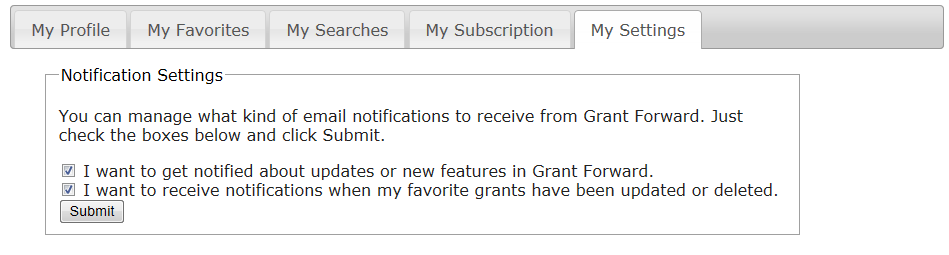 My Profile My Favorites My Searches My Subscription My Settings
Notification Settings
You can manage what kind of email notifications to receive from Grant Forward. Just
check the boxes below and click Submit.
I want to get notified about updates or new features in Grant Forward.
I want to receive notifications when my favorite grants have been updated or deleted.
Submit